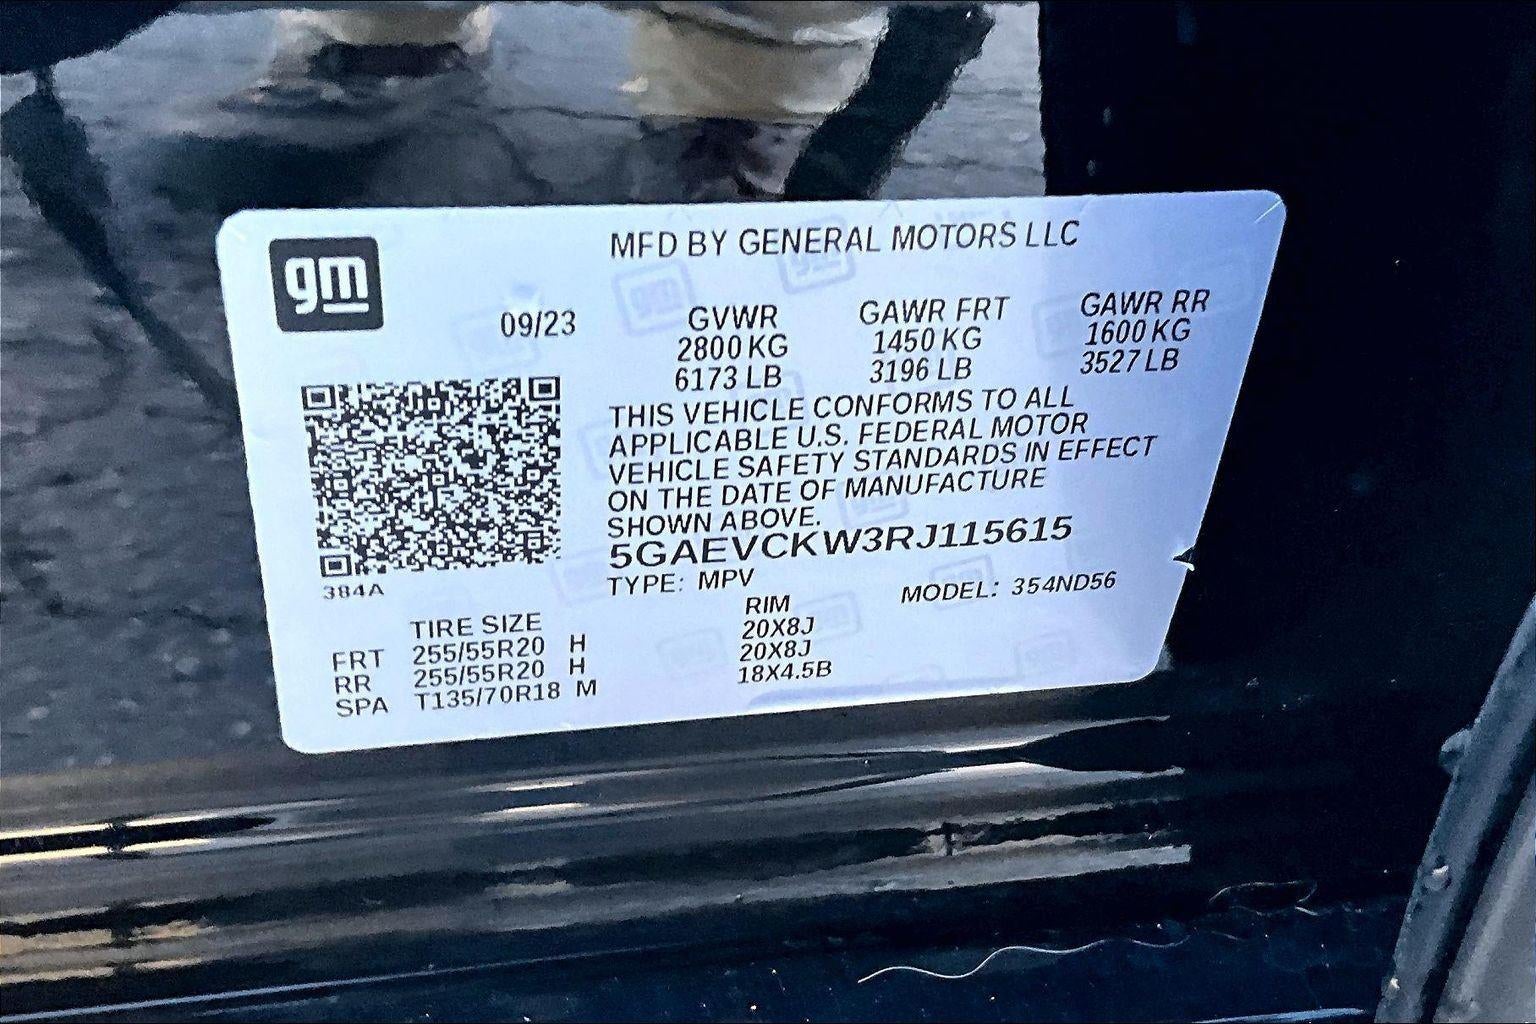 gm
MFD BY GENERAL MOTORS LLC
09/23 GVWR GAWR FRT GAWR RR
2800 KG 1450 KG 1600 KG
6173 LB 3196 LB 3527 LB
THIS VEHICLE CONFORMS TO ALL
APPLICABLE U.S. FEDERAL MOTOR
VEHICLE SAFETY STANDARDS IN EFFECT
ON THE DATE OF MANUFACTURE
SHOWN ABOVE.
5GAEVCKW3RJ115615
TYPE: MPV MODEL: 354ND56
384A
TIRE SIZE RIM
FRT 255/55R20 H 20X8J
RR 255/55R20 H 20X8J
SPA T135/70R18 M 18X4.5B